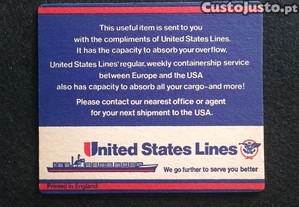 Custojusto.pt
This useful item is sent to you
with the compliments of United States Lines.
It has the capacity to absorb your overflow.
United States Lines' regular, weekly containership service
between Europe and the USA
also has capacity to absorb all your cargo-and more!
Please contact our nearest office or agent
for your next shipment to the USA.
United States Lines
We go further to serve you better
Printed in England